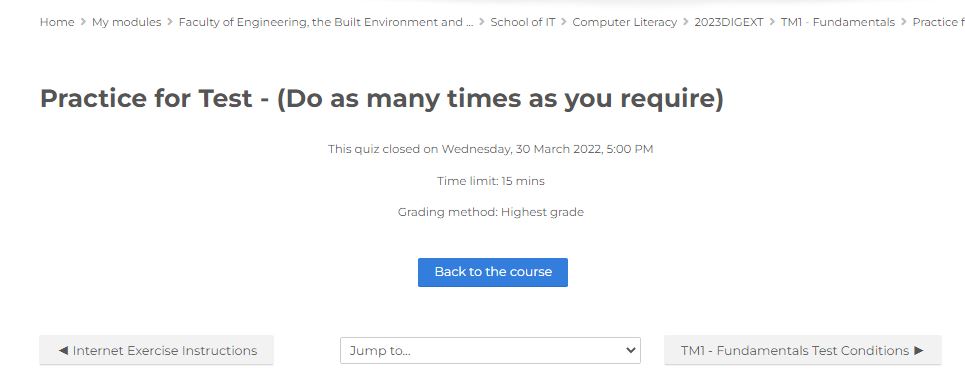 Home > My modules > Faculty of Engineering, the Built Environment and ... > School of IT > Computer Literacy > 2023DIGEXT > TM1 - Fundamentals > Practice f
Practice for Test - (Do as many times as you require)
This quiz closed on Wednesday, 30 March 2022, 5:00 PM
Time limit: 15 mins
Grading method: Highest grade
Back to the course
◄ Internet Exercise Instructions
Jump to...
TM1 - Fundamentals Test Conditions ►